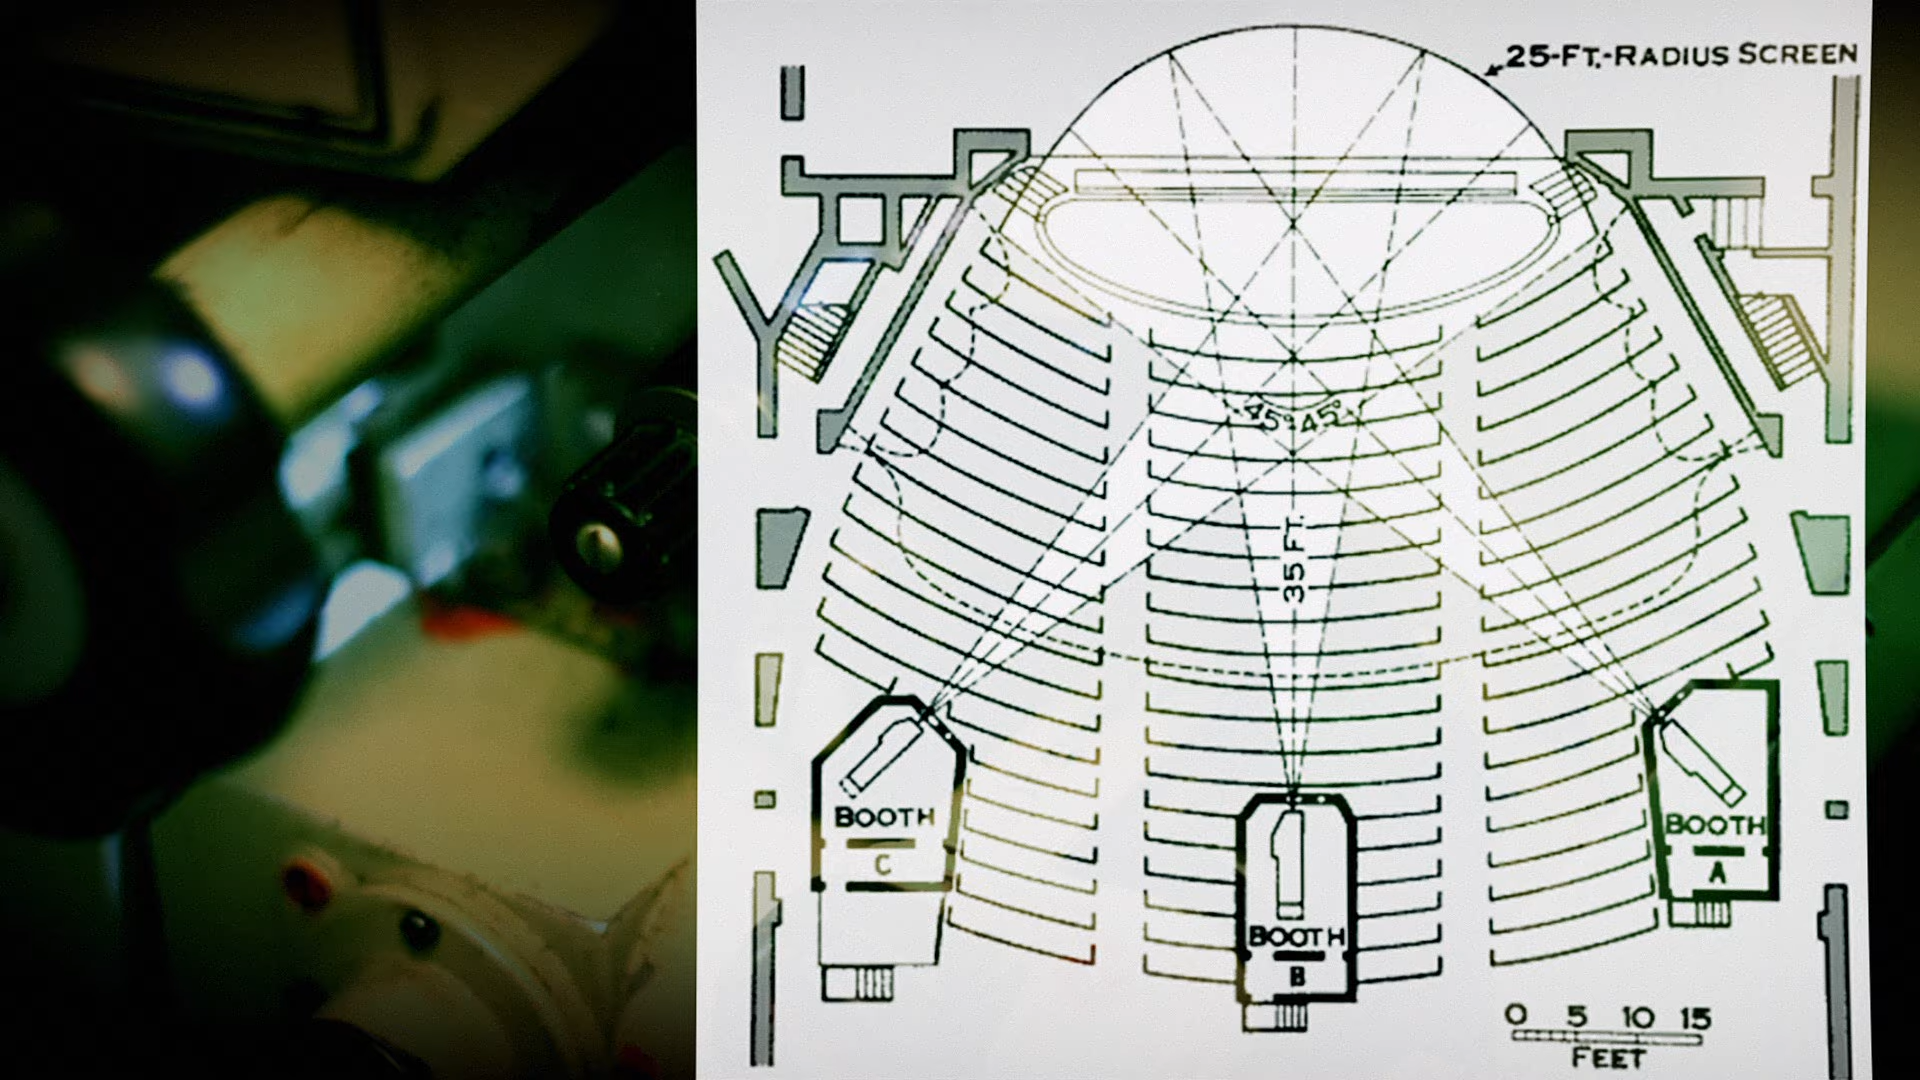 25-FT.-RADIUS SCREEN
45° 45°
35 FT.
BOOTH
C
BOOTH
B
BOOTH
A
0 5 10 15
FEET